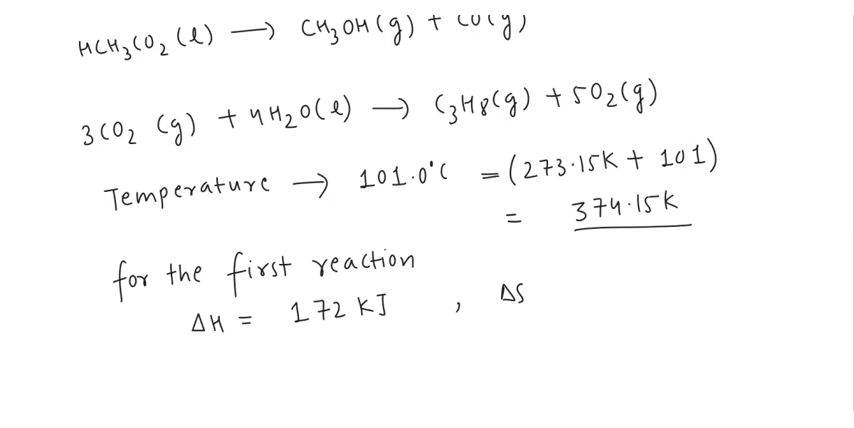 HCH₃CO₂ (l) → CH₃OH(g) + CO(g)
3CO₂ (g) + 4H₂O(l) → C₃H₈(g) + 5O₂(g)
Temperature → 101.0°C = (273.15K + 101)
= 374.15K
for the first reaction
ΔH = 172 KJ , ΔS